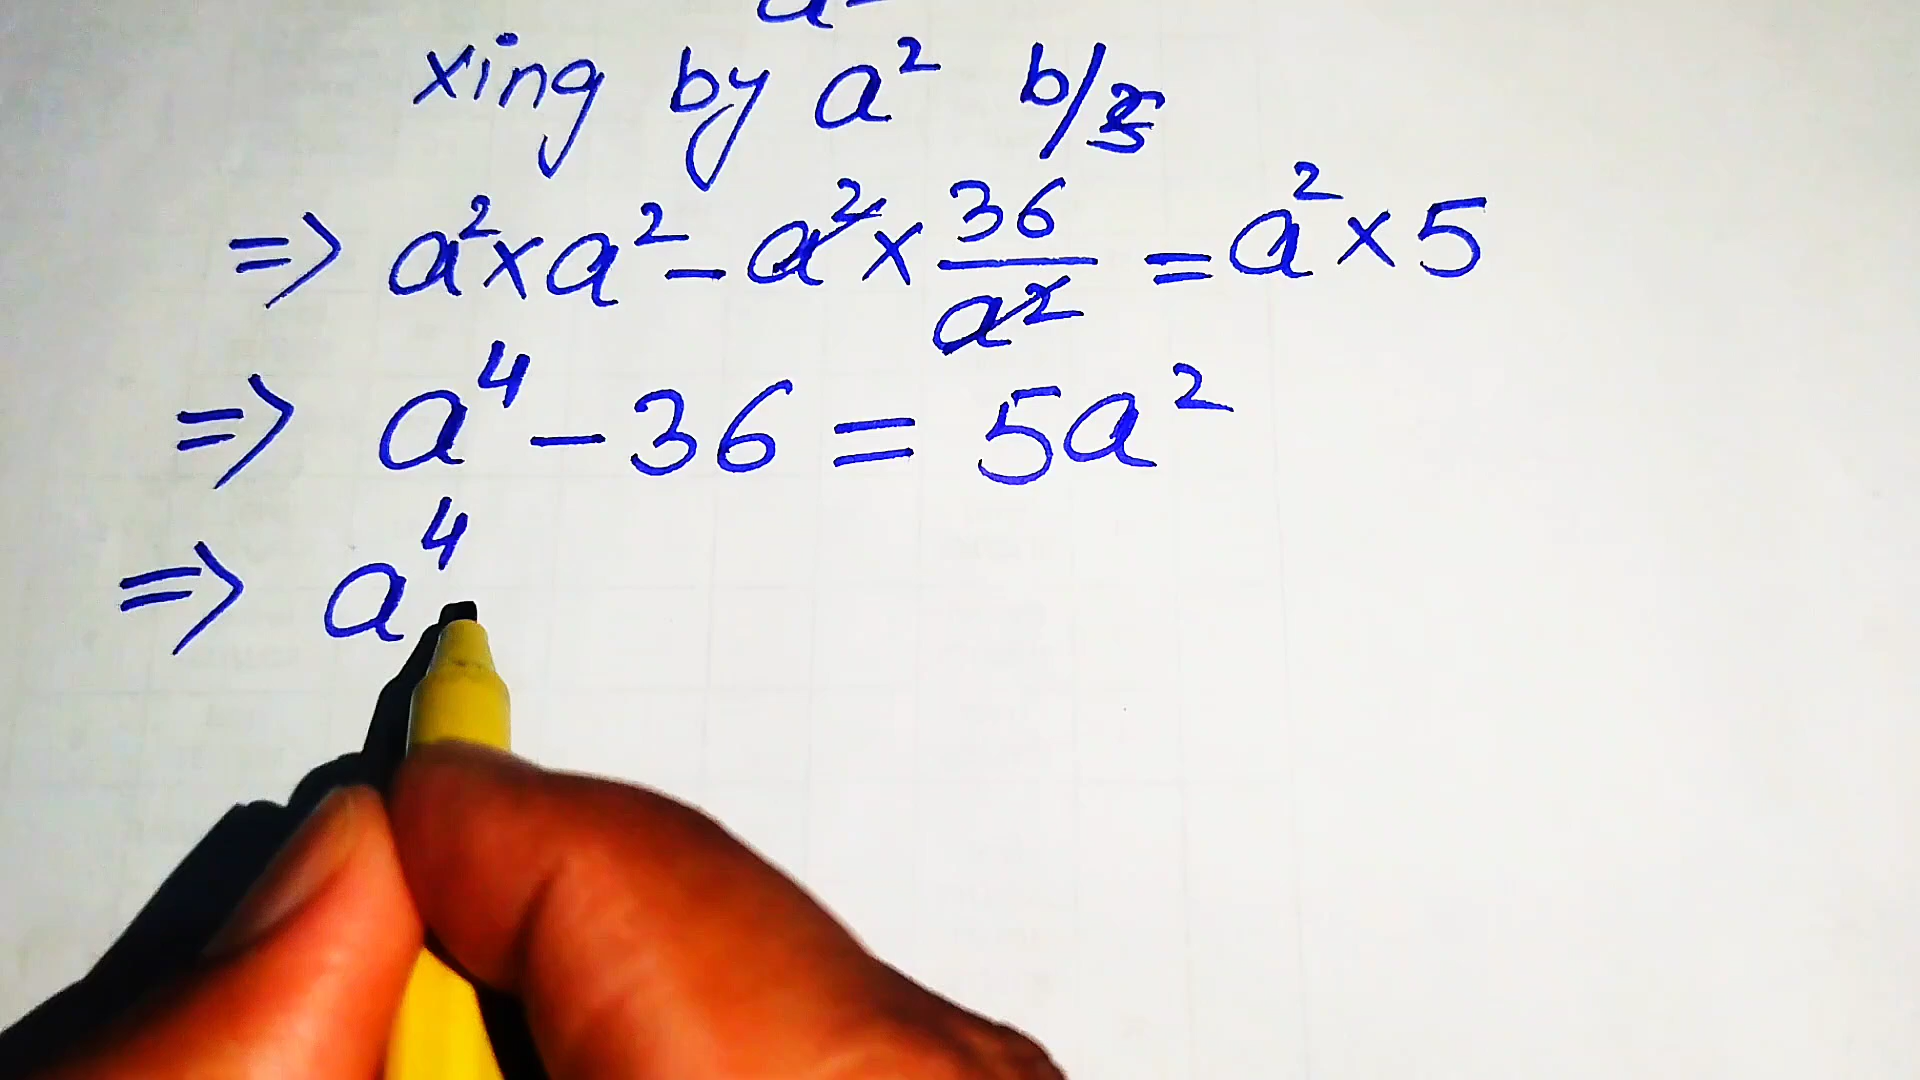 xing by a² b/s
=> a² x a² - a² x 36/a² = a² x 5
=> a⁴ - 36 = 5a²
=> a⁴